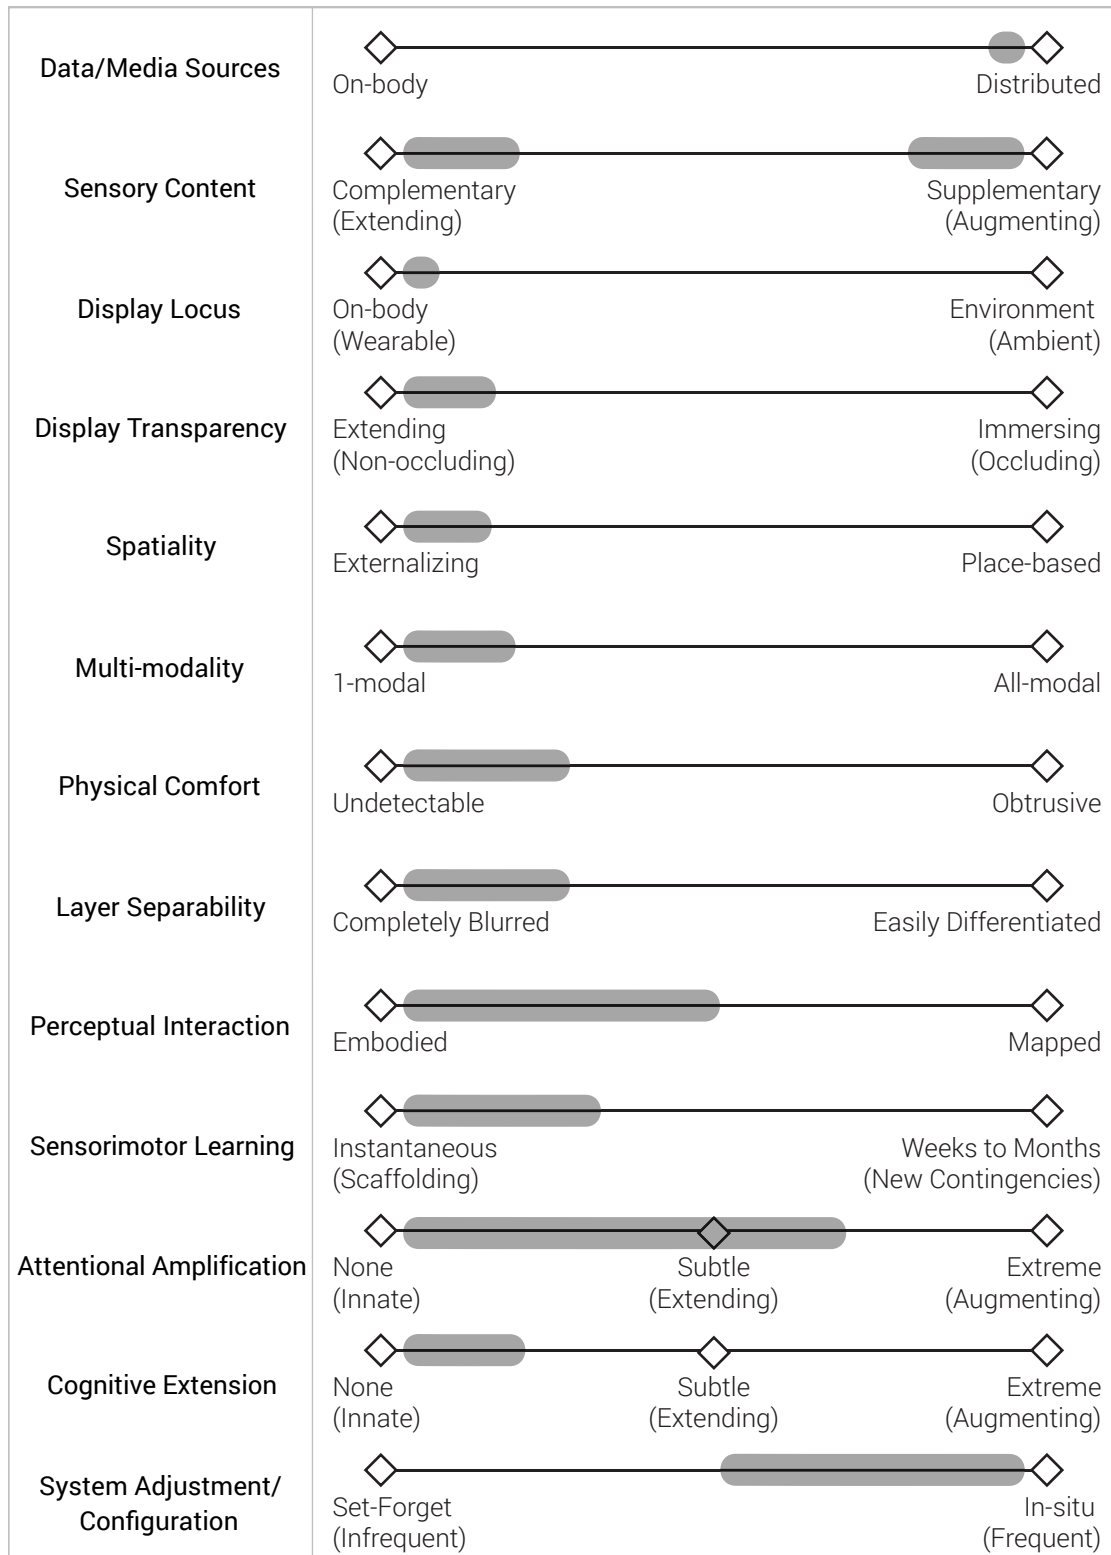 Data/Media Sources
On-body
Distributed
Sensory Content
Complementary
(Extending)
Supplementary
(Augmenting)
Display Locus
On-body
(Wearable)
Environment
(Ambient)
Display Transparency
Extending
(Non-occluding)
Immersing
(Occluding)
Spatiality
Externalizing
Place-based
Multi-modality
1-modal
All-modal
Physical Comfort
Undetectable
Obtrusive
Layer Separability
Completely Blurred
Easily Differentiated
Perceptual Interaction
Embodied
Mapped
Sensorimotor Learning
Instantaneous
(Scaffolding)
Weeks to Months
(New Contingencies)
Attentional Amplification
None
(Innate)
Subtle
(Extending)
Extreme
(Augmenting)
Cognitive Extension
None
(Innate)
Subtle
(Extending)
Extreme
(Augmenting)
System Adjustment/
Configuration
Set-Forget
(Infrequent)
In-situ
(Frequent)